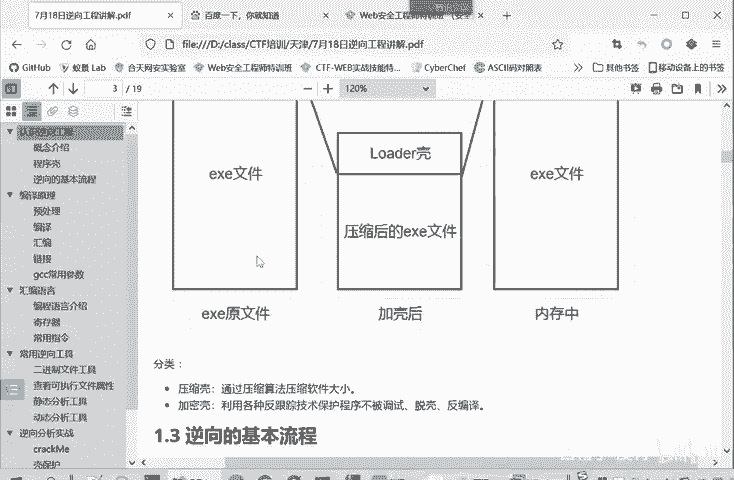 7月18日逆向工程讲解.pdf
百度一下，你就知道
Web安全工程师特训班
file:///D:/class/CTF培训/天津/7月18日逆向工程讲解.pdf
GitHub
蚁景 Lab
合天网安实验室
Web安全工程师特训班
CTF-WEB实战技能特...
CyberChef
ASCII码对照表
其他书签
移动设备上的书签
3 / 19
120%
认识逆向工程
概念介绍
程序壳
逆向的基本流程
编译原理
预处理
编译
汇编
链接
gcc常用参数
汇编语言
编程语言介绍
寄存器
常用指令
常用逆向工具
二进制文件工具
查看可执行文件属性
静态分析工具
动态分析工具
逆向分析实战
crackMe
壳保护
exe文件
Loader壳
压缩后的exe文件
exe文件
exe原文件
加壳后
内存中
分类：
压缩壳：通过压缩算法压缩软件大小。
加密壳：利用各种反跟踪技术保护程序不被调试、脱壳、反编译。
1.3 逆向的基本流程